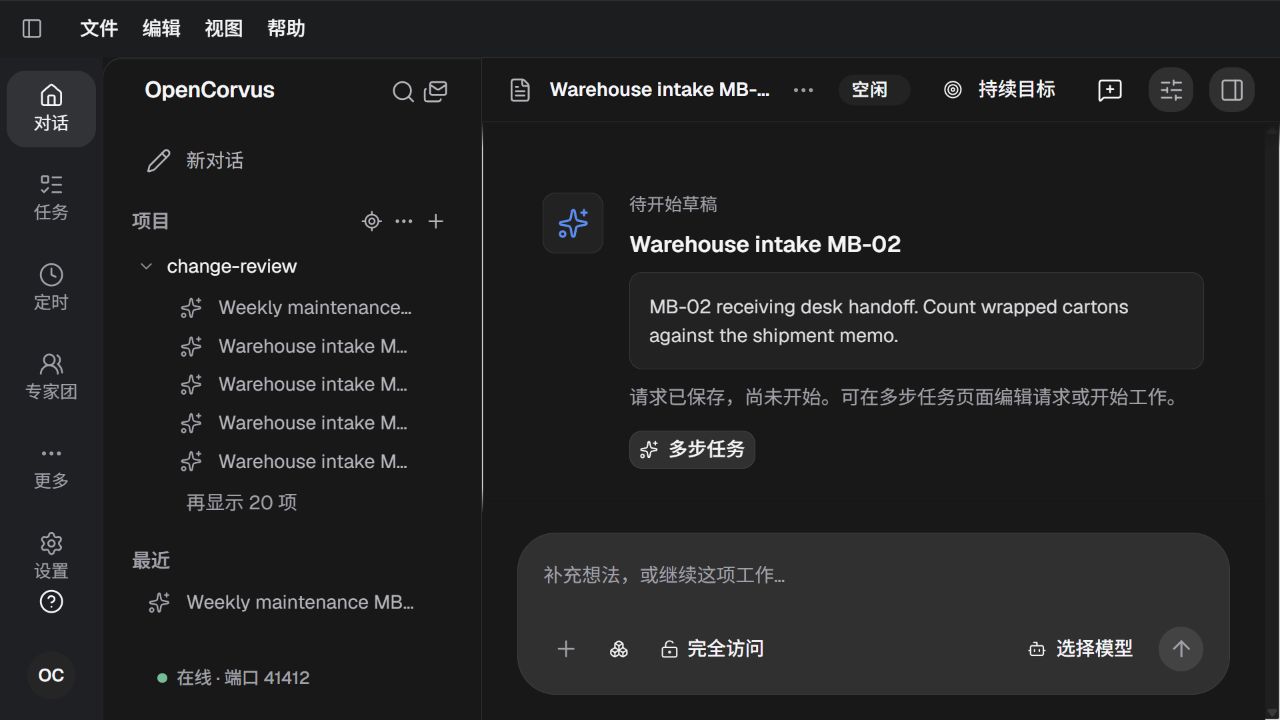 文件 编辑 视图 帮助
对话
任务
定时
专家团
更多
设置
OC
OpenCorvus
新对话
项目
change-review
Weekly maintenance...
Warehouse intake M...
Warehouse intake M...
Warehouse intake M...
Warehouse intake M...
再显示 20 项
最近
Weekly maintenance MB...
在线 · 端口 41412
Warehouse intake MB-... 空闲 持续目标
待开始草稿
Warehouse intake MB-02
MB-02 receiving desk handoff. Count wrapped cartons
against the shipment memo.
请求已保存，尚未开始。可在多步任务页面编辑请求或开始工作。
多步任务
补充想法，或继续这项工作...
完全访问 选择模型